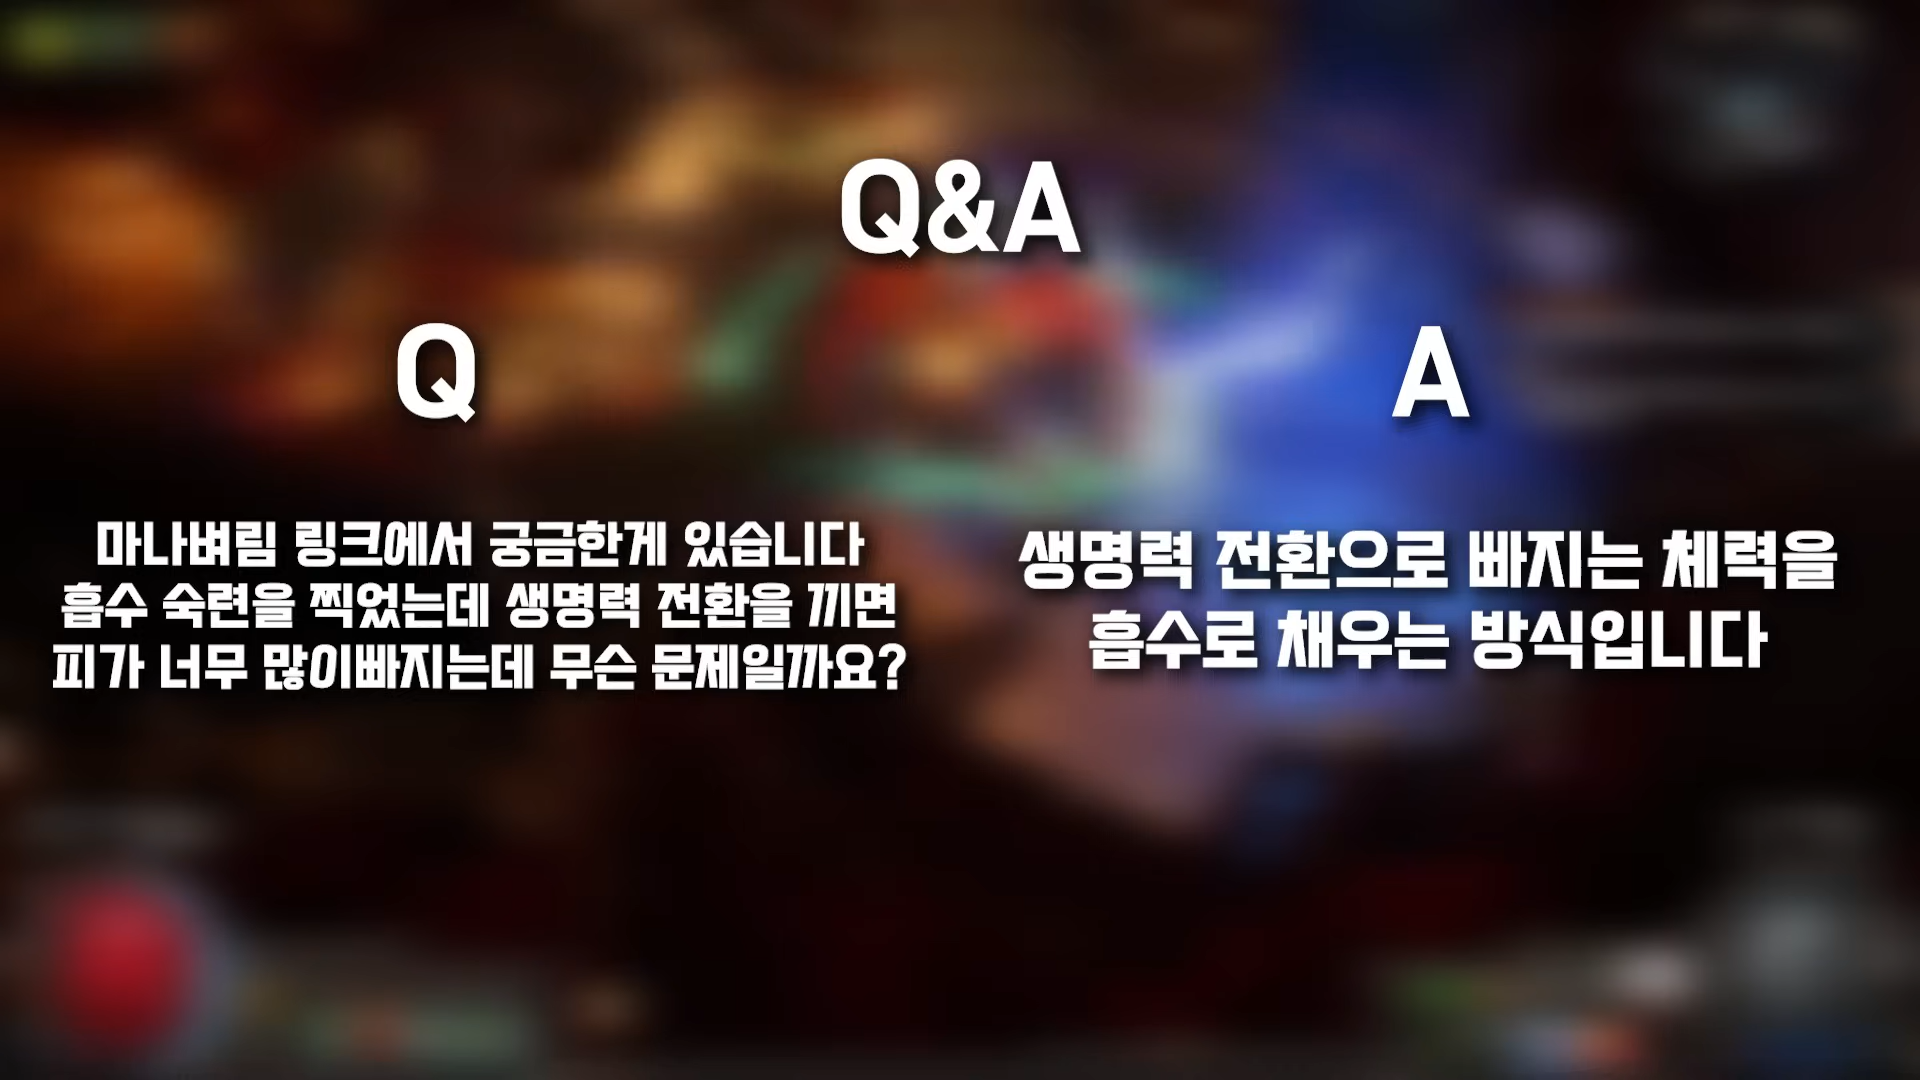 Q&A
Q
마나벼림 링크에서 궁금한게 있습니다
흡수 숙련을 찍었는데 생명력 전환을 끼면
피가 너무 많이빠지는데 무슨 문제일까요?
A
생명력 전환으로 빠지는 체력을
흡수로 채우는 방식입니다